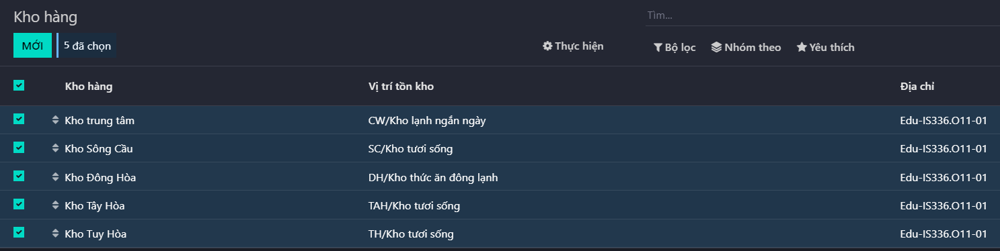 Kho hàng
Tìm...
MỚI 5 đã chọn Thực hiện Bộ lọc Nhóm theo Yêu thích
Kho hàng Vị trí tồn kho Địa chỉ
Kho trung tâm CW/Kho lạnh ngắn ngày Edu-IS336.O11-01
Kho Sông Cầu SC/Kho tươi sống Edu-IS336.O11-01
Kho Đông Hòa DH/Kho thức ăn đông lạnh Edu-IS336.O11-01
Kho Tây Hòa TAH/Kho tươi sống Edu-IS336.O11-01
Kho Tuy Hòa TH/Kho tươi sống Edu-IS336.O11-01